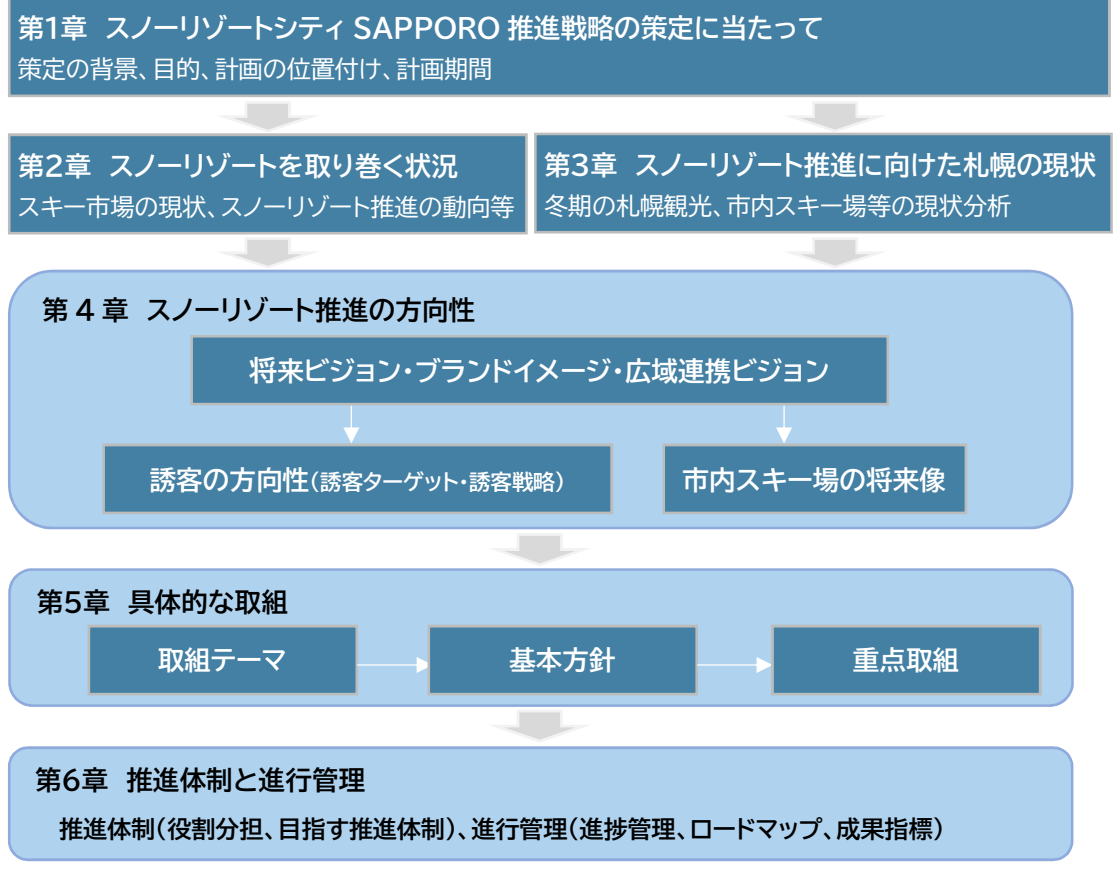 第1章 スノーリゾートシティ SAPPORO 推進戦略の策定に当たって
策定の背景、目的、計画の位置付け、計画期間
第2章 スノーリゾートを取り巻く状況
スキー市場の現状、スノーリゾート推進の動向等
第3章 スノーリゾート推進に向けた札幌の現状
冬期の札幌観光、市内スキー場等の現状分析
第4章 スノーリゾート推進の方向性
将来ビジョン・ブランドイメージ・広域連携ビジョン
誘客の方向性(誘客ターゲット・誘客戦略)
市内スキー場の将来像
第5章 具体的な取組
取組テーマ
基本方針
重点取組
第6章 推進体制と進行管理
推進体制(役割分担、目指す推進体制)、進行管理(進捗管理、ロードマップ、成果指標)